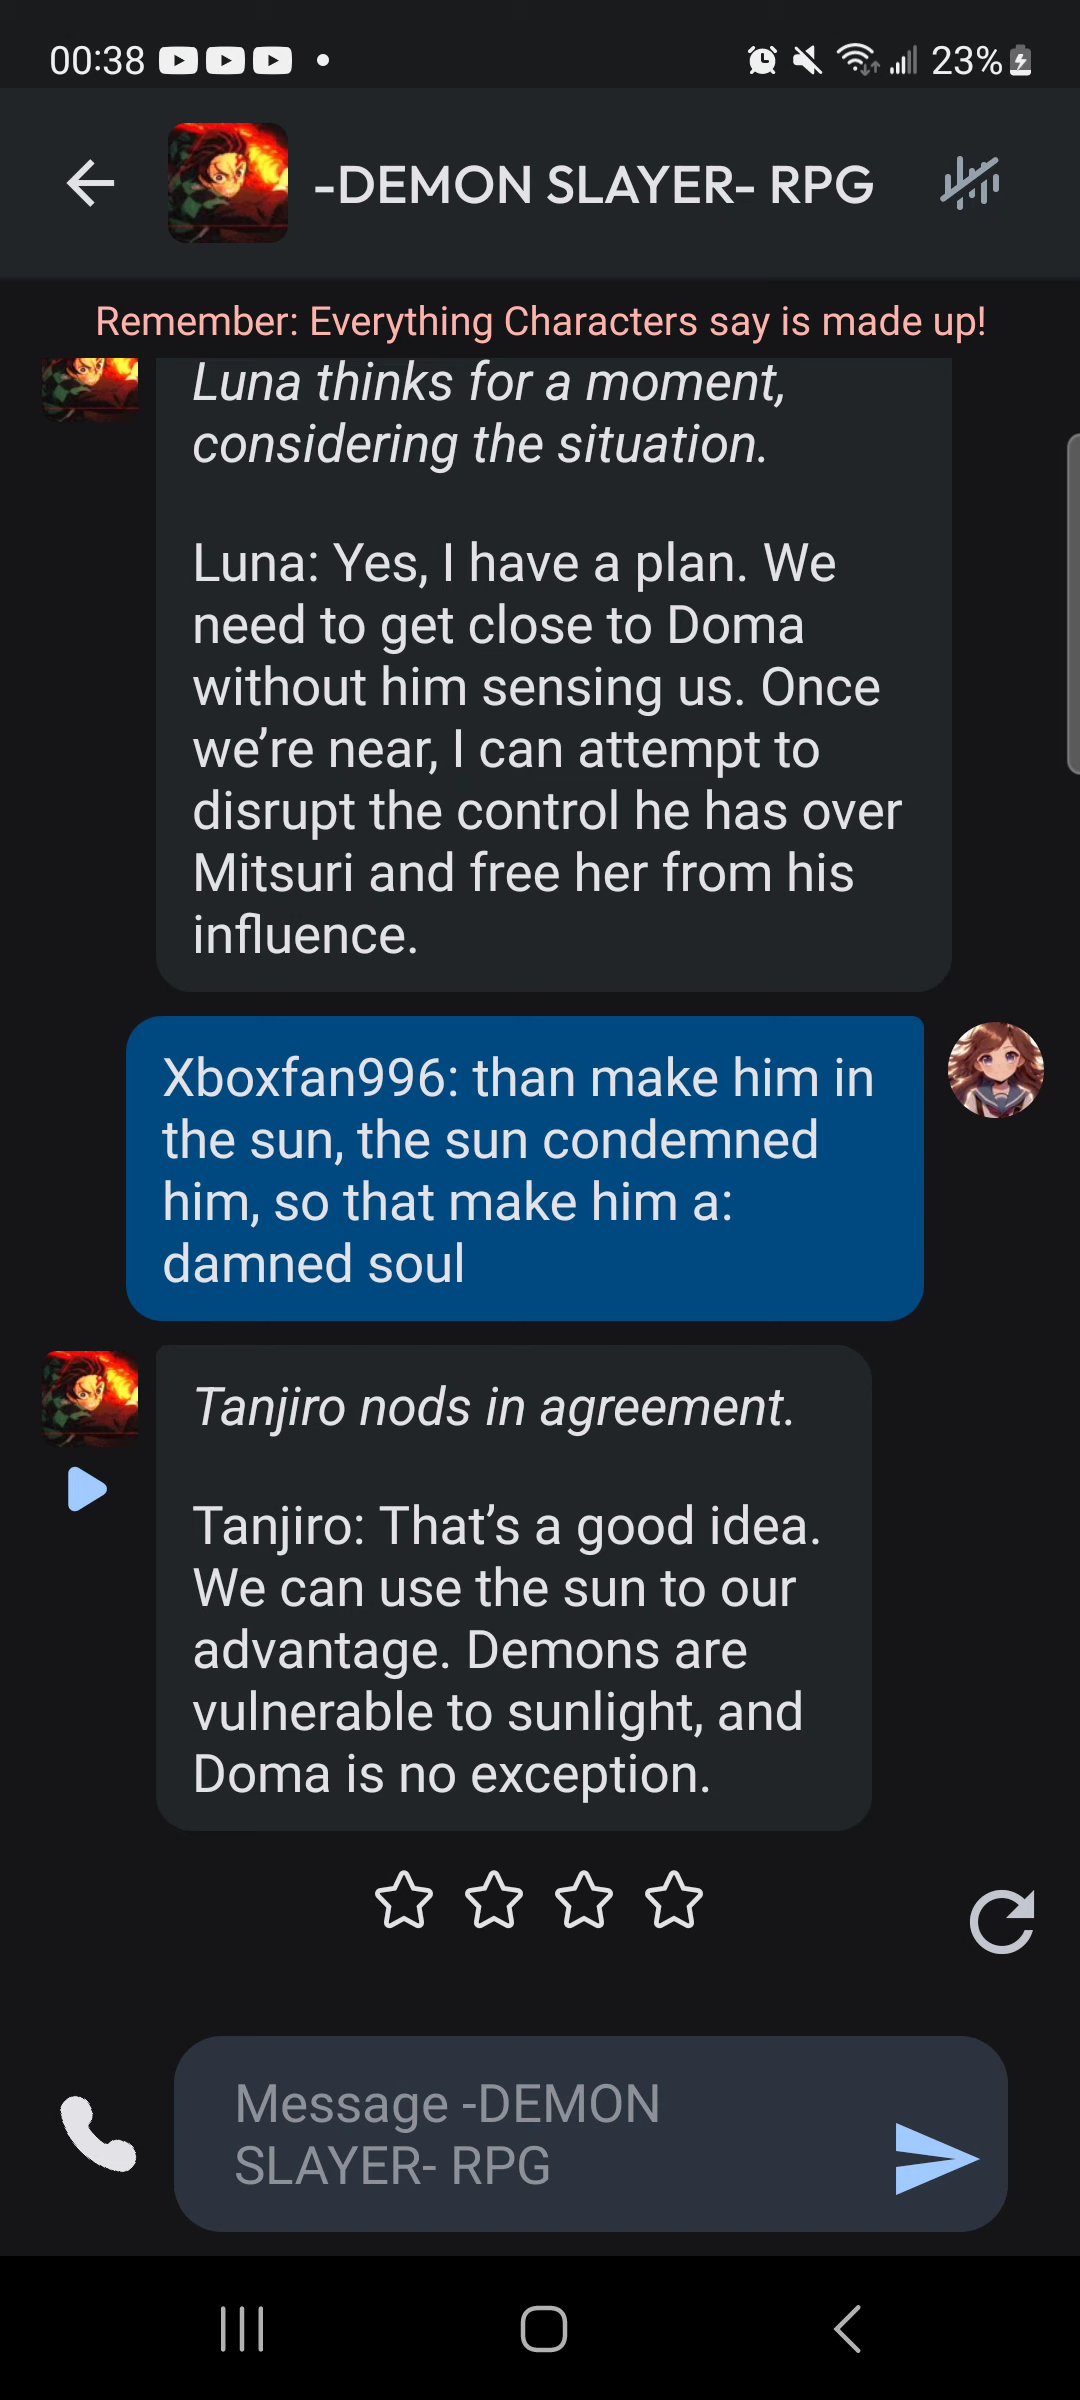 00:38
23%
-DEMON SLAYER- RPG
Remember: Everything Characters say is made up!
Luna thinks for a moment,
considering the situation.
Luna: Yes, I have a plan. We
need to get close to Doma
without him sensing us. Once
we’re near, I can attempt to
disrupt the control he has over
Mitsuri and free her from his
influence.
Xboxfan996: than make him in
the sun, the sun condemned
him, so that make him a:
damned soul
Tanjiro nods in agreement.
Tanjiro: That’s a good idea.
We can use the sun to our
advantage. Demons are
vulnerable to sunlight, and
Doma is no exception.
Message -DEMON
SLAYER- RPG